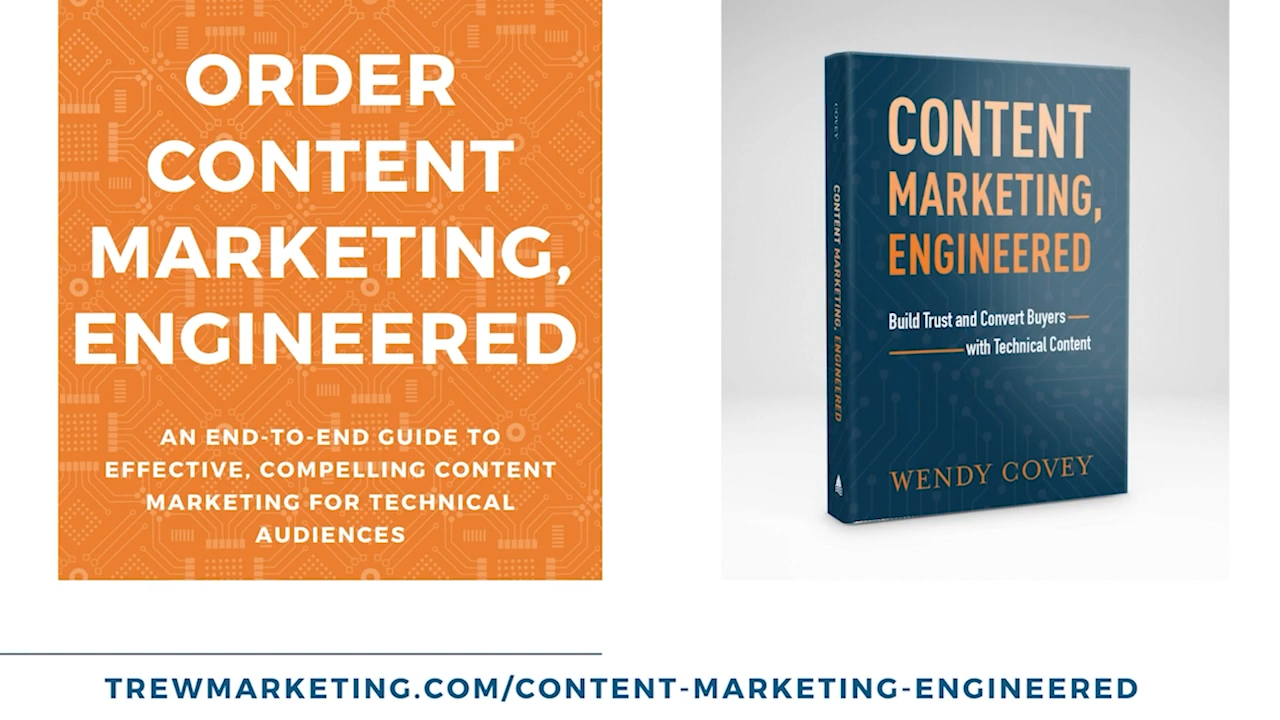 ORDER
CONTENT
MARKETING,
ENGINEERED
AN END-TO-END GUIDE TO
EFFECTIVE, COMPELLING CONTENT
MARKETING FOR TECHNICAL
AUDIENCES
COVEY
CONTENT MARKETING, ENGINEERED
CONTENT
MARKETING,
ENGINEERED
Build Trust and Convert Buyers
with Technical Content
WENDY COVEY
TREWMARKETING.COM/CONTENT-MARKETING-ENGINEERED